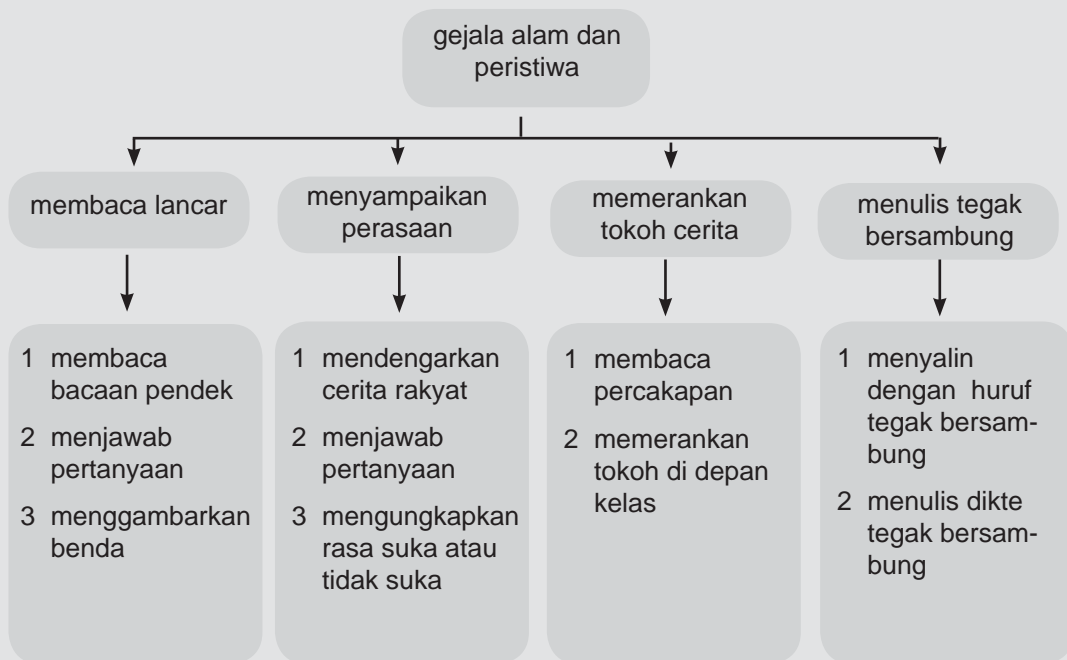 gejala alam dan
peristiwa
membaca lancar
menyampaikan
perasaan
memerankan
tokoh cerita
menulis tegak
bersambung
1 membaca
bacaan pendek
2 menjawab
pertanyaan
3 menggambarkan
benda
1 mendengarkan
cerita rakyat
2 menjawab
pertanyaan
3 mengungkapkan
rasa suka atau
tidak suka
1 membaca
percakapan
2 memerankan
tokoh di depan
kelas
1 menyalin
dengan huruf
tegak bersam-
bung
2 menulis dikte
tegak bersam-
bung